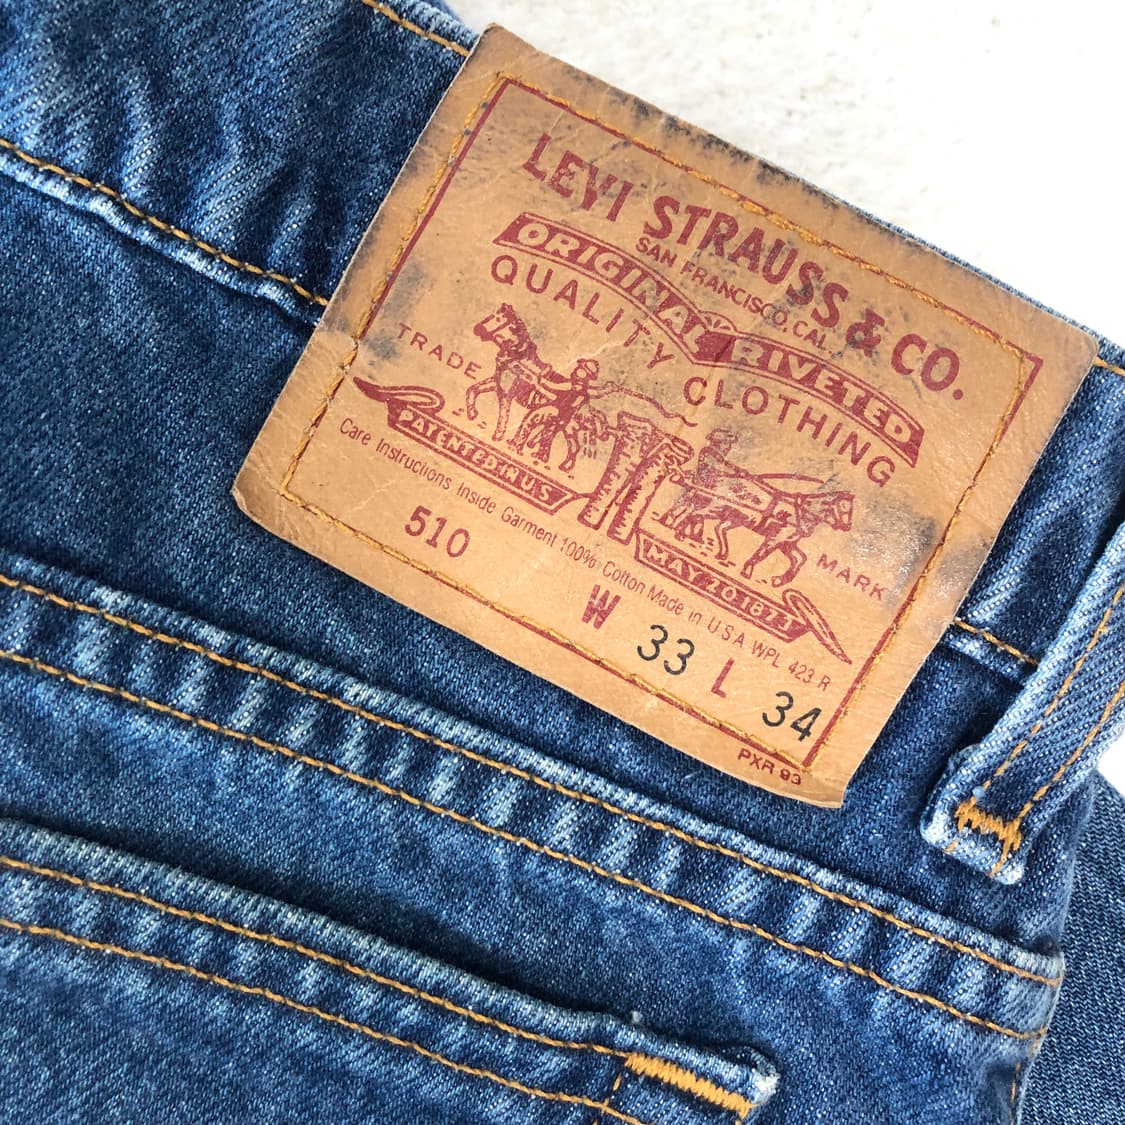 LEVI STRAUSS & CO.
SAN FRANCISCO, CAL.
ORIGINAL RIVETED
QUALITY CLOTHING
TRADE MARK
PATENTED IN U S MAY 20 1873
Care Instructions Inside Garment 100% Cotton Made in U S A WPL 423 R
510
W 33 L 34
PXR 93